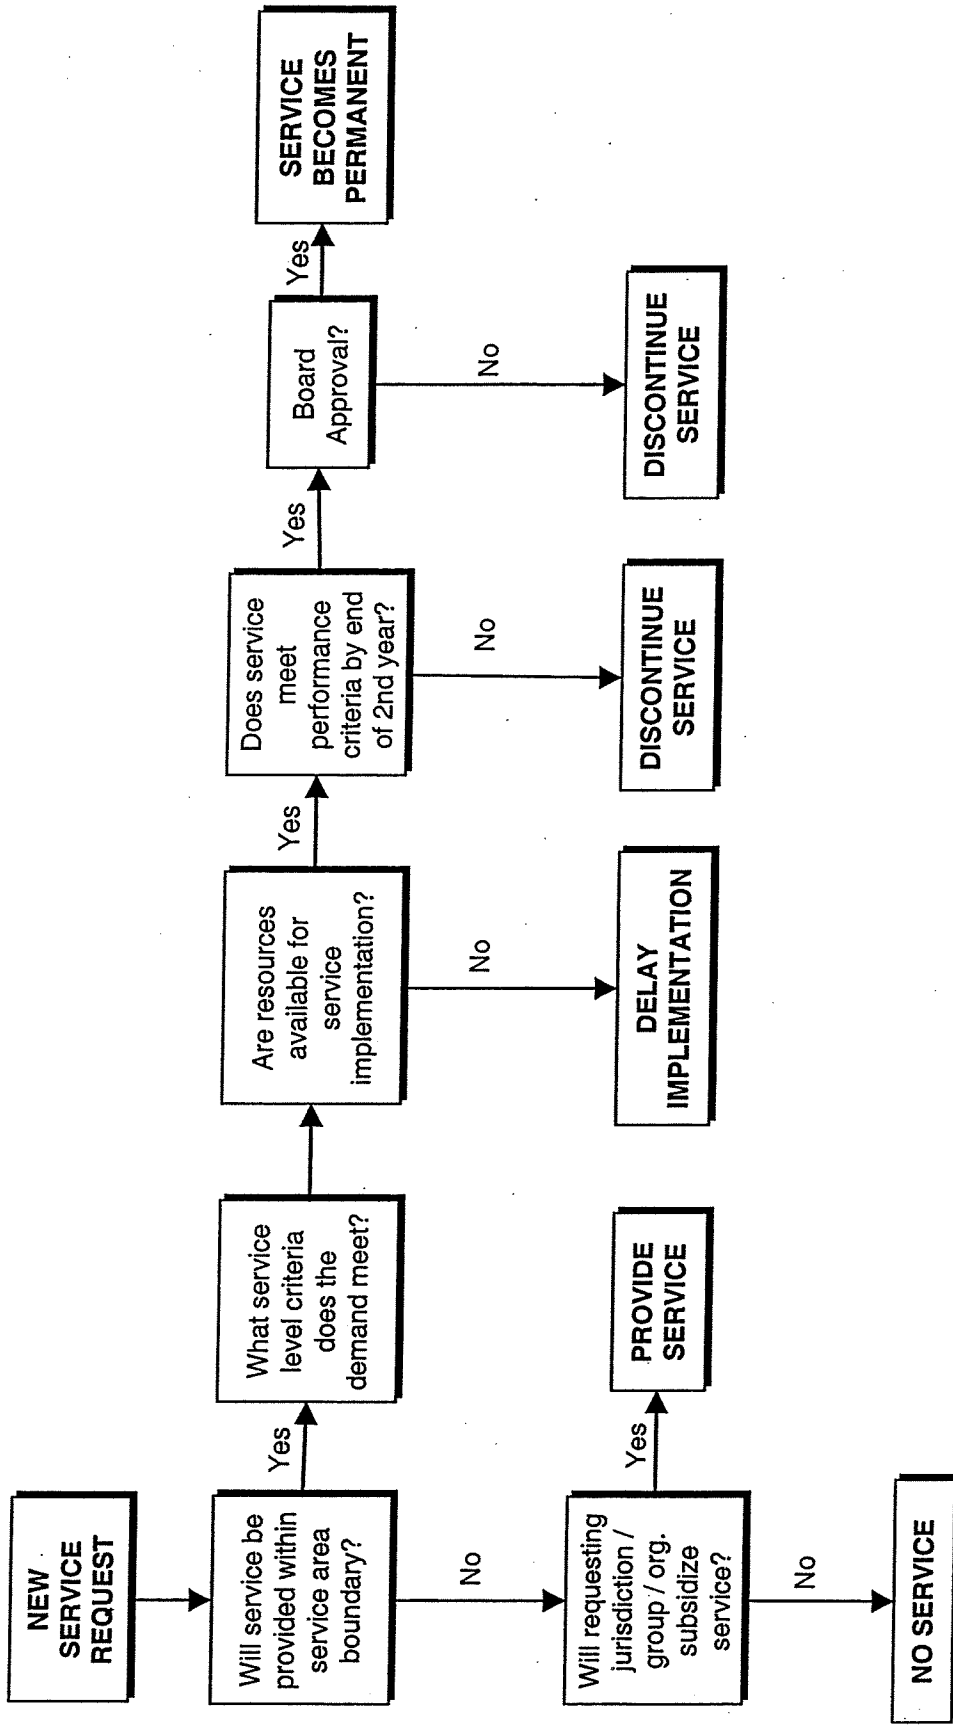 NEW
SERVICE
REQUEST
Will service be
provided within
service area
boundary?
Yes
What service
level criteria
does the
demand meet?
Are resources
available for
service
implementation?
Yes
Does service
meet
performance
criteria by end
of 2nd year?
Yes
Board
Approval?
Yes
SERVICE
BECOMES
PERMANENT
No
Will requesting
jurisdiction /
group / org.
subsidize
service?
Yes
PROVIDE
SERVICE
No
NO SERVICE
No
DELAY
IMPLEMENTATION
No
DISCONTINUE
SERVICE
No
DISCONTINUE
SERVICE